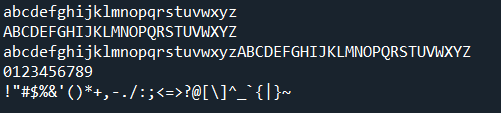 abcdefghijklmnopqrstuvwxyz
ABCDEFGHIJKLMNOPQRSTUVWXYZ
abcdefghijklmnopqrstuvwxyzABCDEFGHIJKLMNOPQRSTUVWXYZ
0123456789
!"#$%&'()*+,-./:;<=>?@[\]^_`{|}~